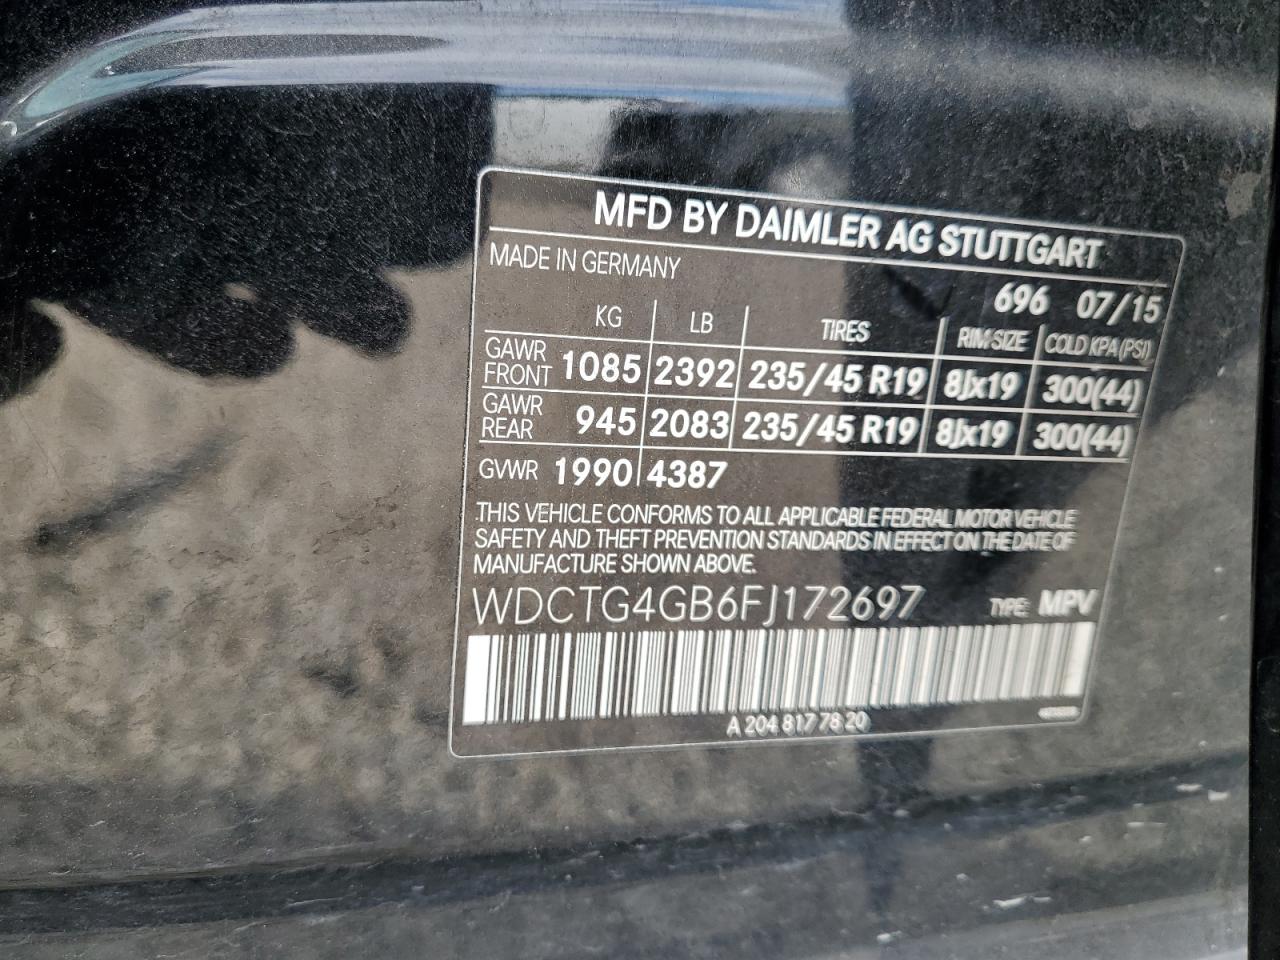 MFD BY DAIMLER AG STUTTGART
MADE IN GERMANY
696 07/15
KG LB TIRES RIM SIZE COLD KPA (PSI)
GAWR FRONT 1085 2392 235/45 R19 8Jx19 300(44)
GAWR REAR 945 2083 235/45 R19 8Jx19 300(44)
GVWR 1990 4387
THIS VEHICLE CONFORMS TO ALL APPLICABLE FEDERAL MOTOR VEHICLE
SAFETY AND THEFT PREVENTION STANDARDS IN EFFECT ON THE DATE OF
MANUFACTURE SHOWN ABOVE.
WDCTG4GB6FJ172697 TYPE: MPV
A 204 817 78 20